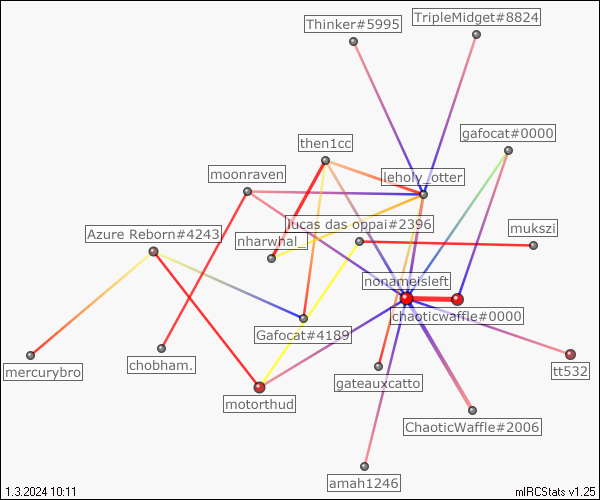 Thinker#5995
TripleMidget#8824
gafocat#0000
then1cc
moonraven
leholy_otter
lucas das oppai#2396
mukszi
Azure Reborn#4243
nharwhal_
nonameisleft
chaoticwaffle#0000
Gafocat#4189
mercurybro
chobham.
tt532
gateauxcatto
motorthud
ChaoticWaffle#2006
amah1246
1.3.2024 10:11
mIRCStats v1.25